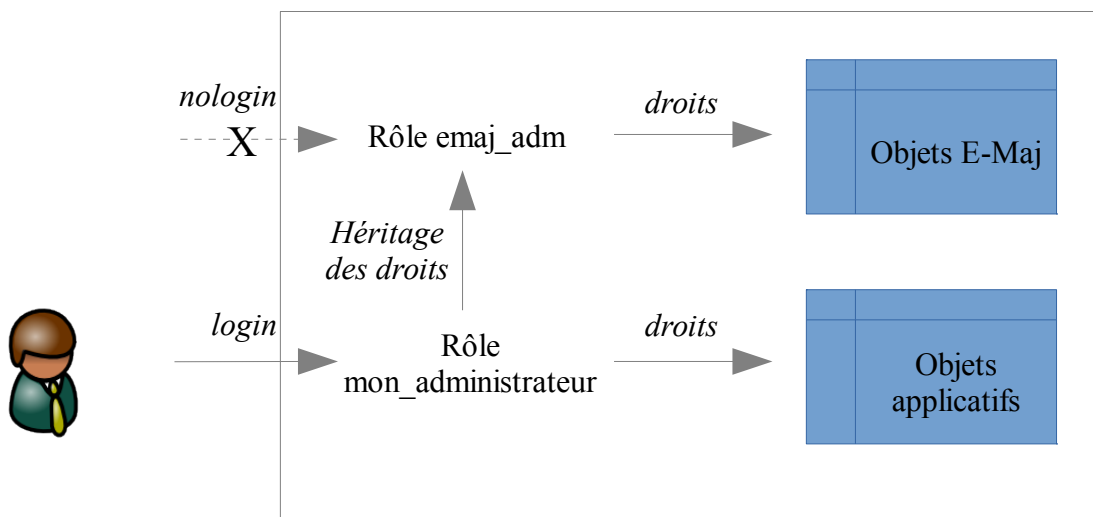 nologin
X
Rôle emaj_adm
droits
Objets E-Maj
Héritage
des droits
login
Rôle
mon_administrateur
droits
Objets
applicatifs